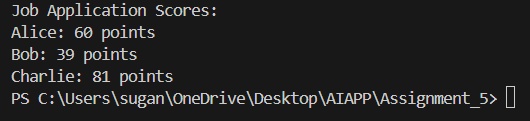 Job Application Scores:
Alice: 60 points
Bob: 39 points
Charlie: 81 points
PS C:\Users\sugan\OneDrive\Desktop\AIAPP\Assignment_5>